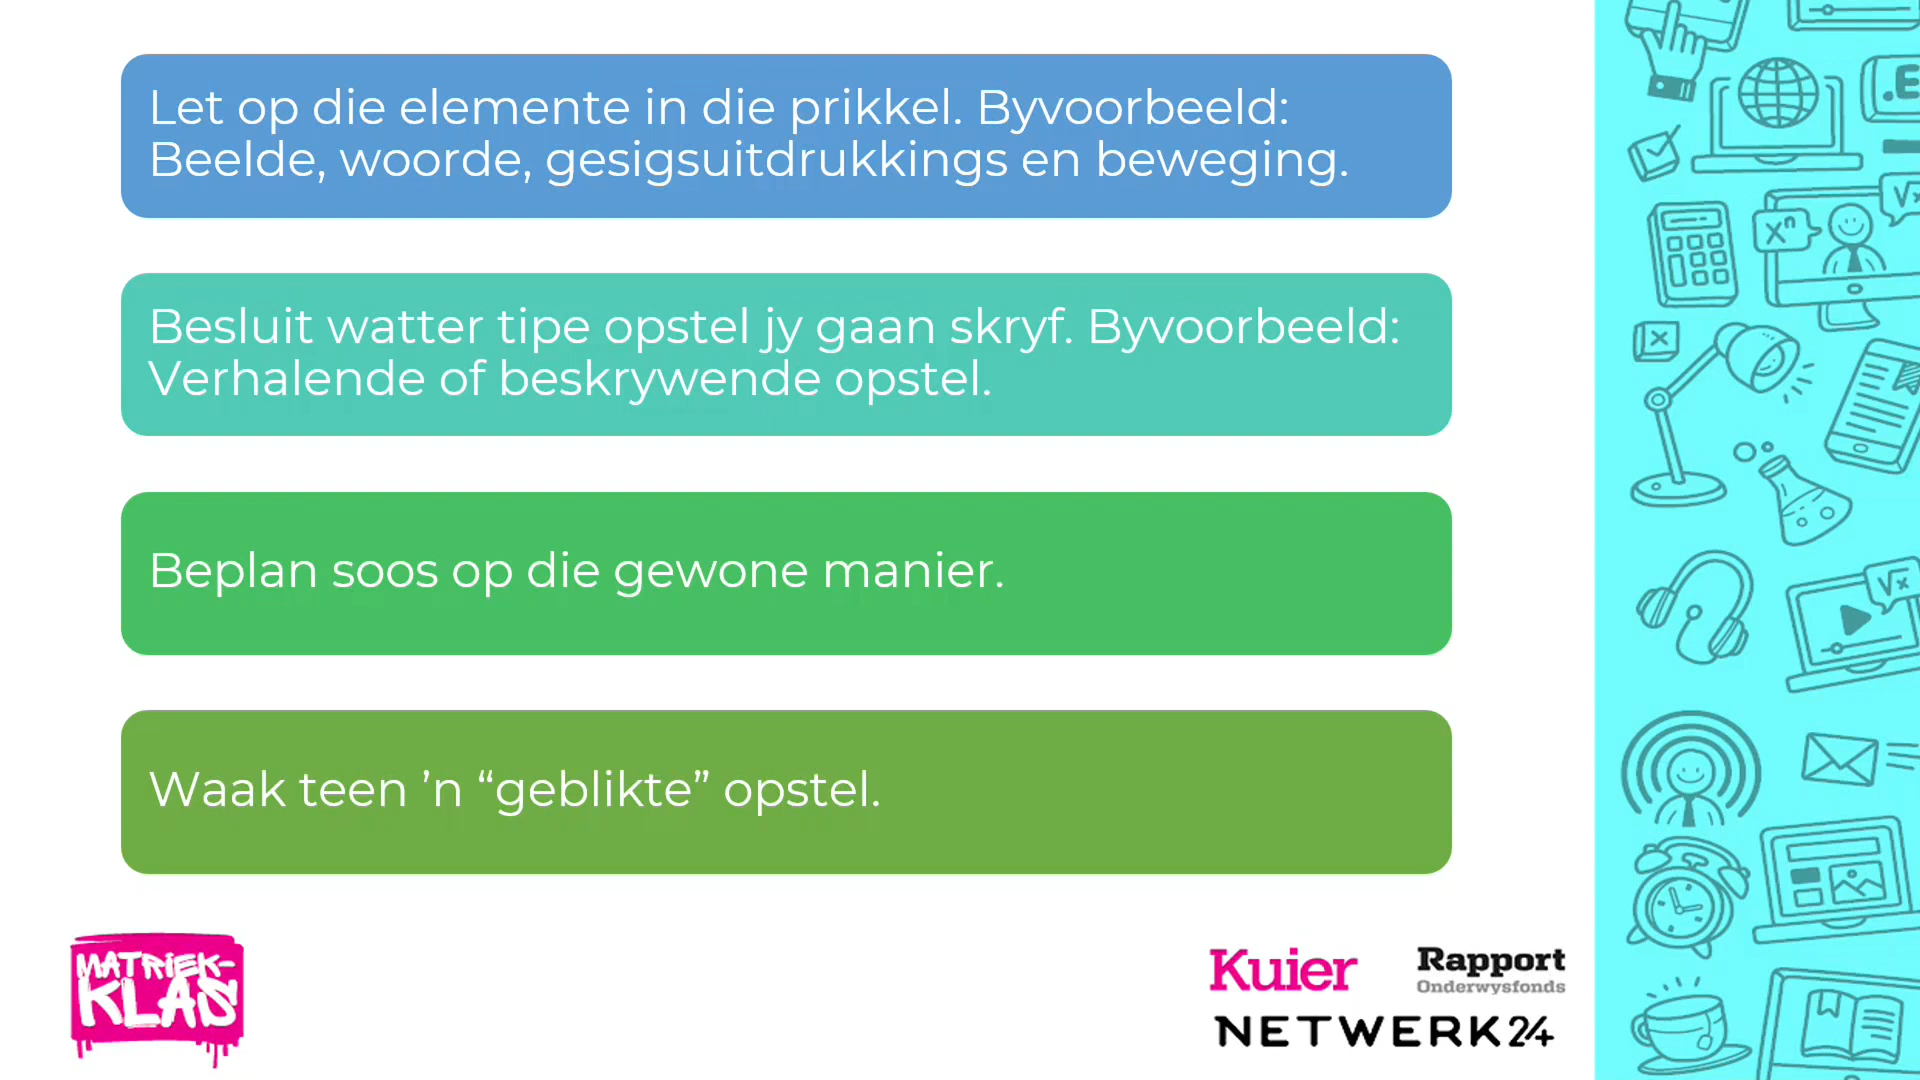 Let op die elemente in die prikkel. Byvoorbeeld:
Beelde, woorde, gesigsuitdrukkings en beweging.
Besluit watter tipe opstel jy gaan skryf. Byvoorbeeld:
Verhalende of beskrywende opstel.
Beplan soos op die gewone manier.
Waak teen ’n “geblikte” opstel.
MATRIEK-
KLAS
Kuier
Rapport
Onderwysfonds
NETWERK24
.E
√x
xⁿ
x
√x